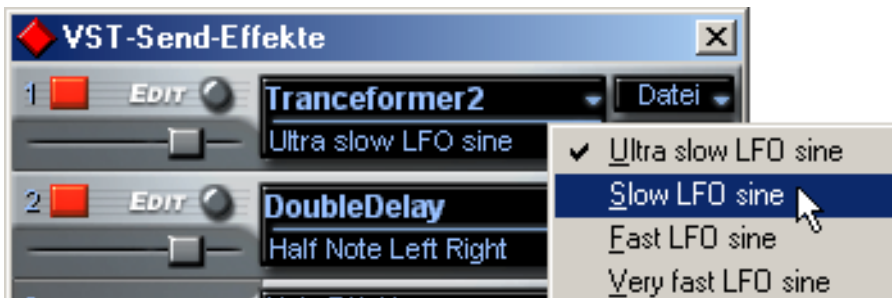 VST-Send-Effekte
1 EDIT Tranceformer2 Datei
Ultra slow LFO sine
Ultra slow LFO sine
2 EDIT DoubleDelay
Slow LFO sine
Half Note Left Right
Fast LFO sine
Very fast LFO sine